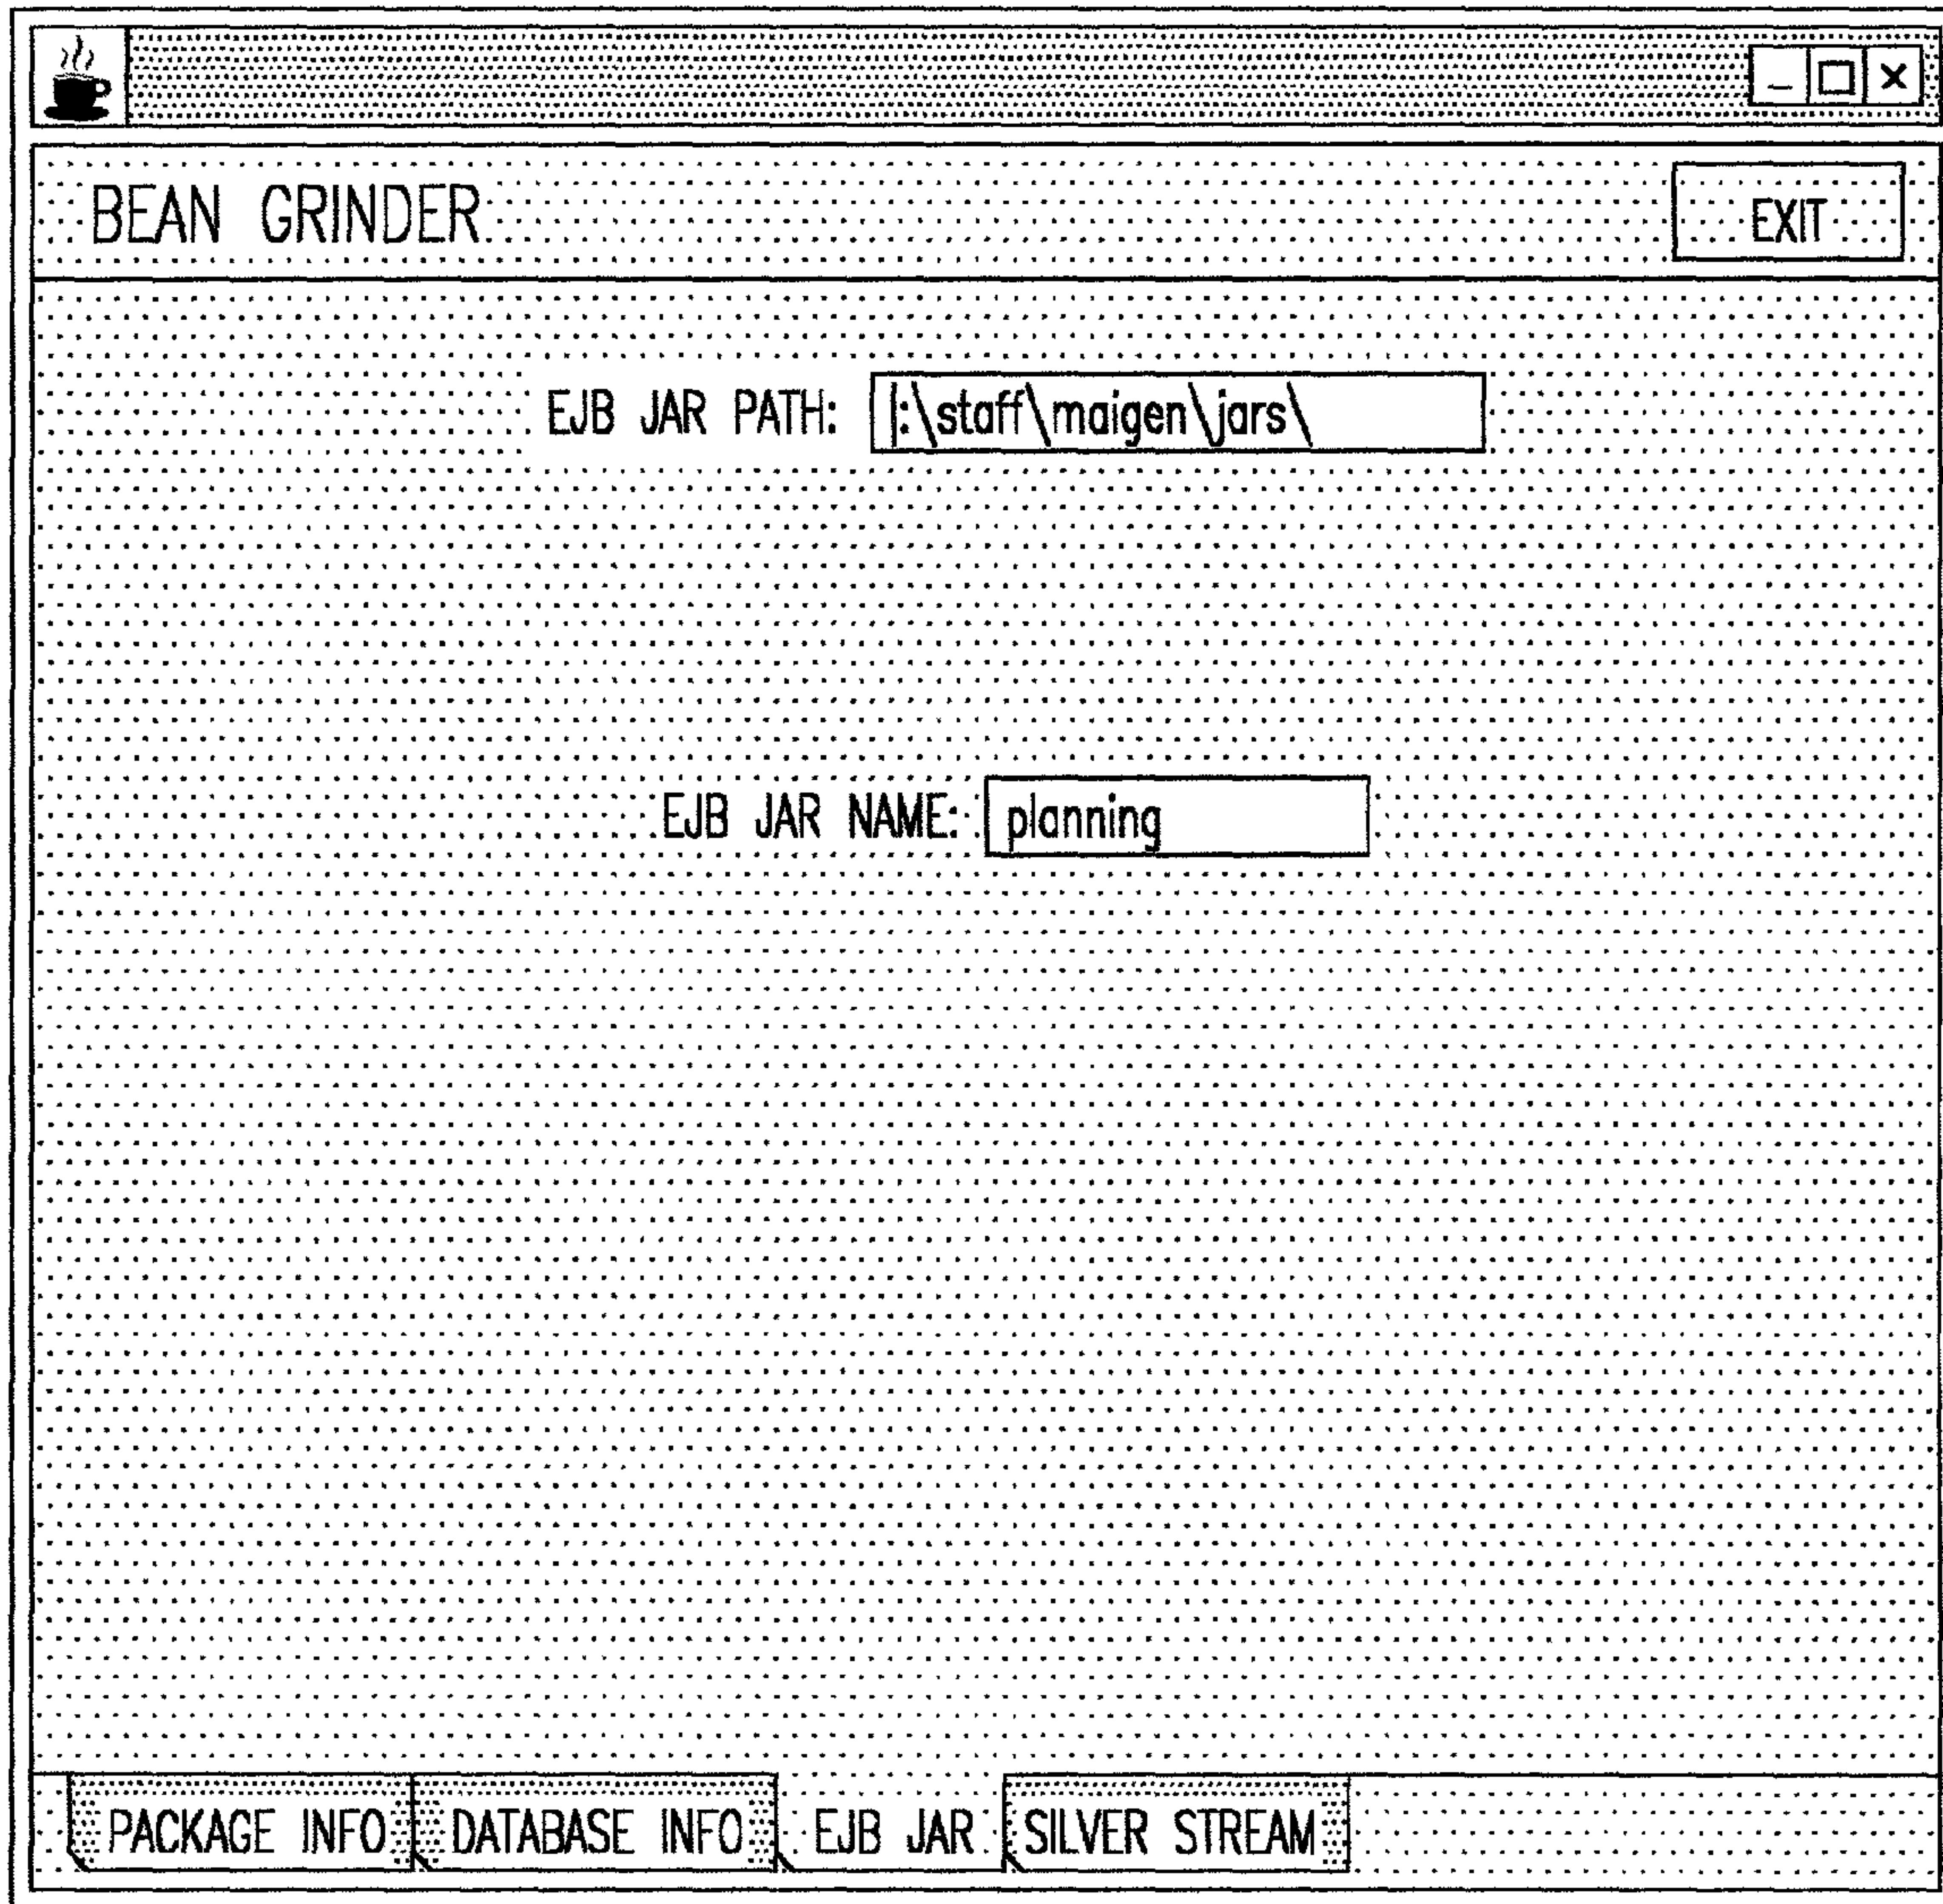 BEAN GRINDER
EXIT
EJB JAR PATH: l:\staff\maigen\jars\
EJB JAR NAME: planning
PACKAGE INFO DATABASE INFO EJB JAR SILVER STREAM